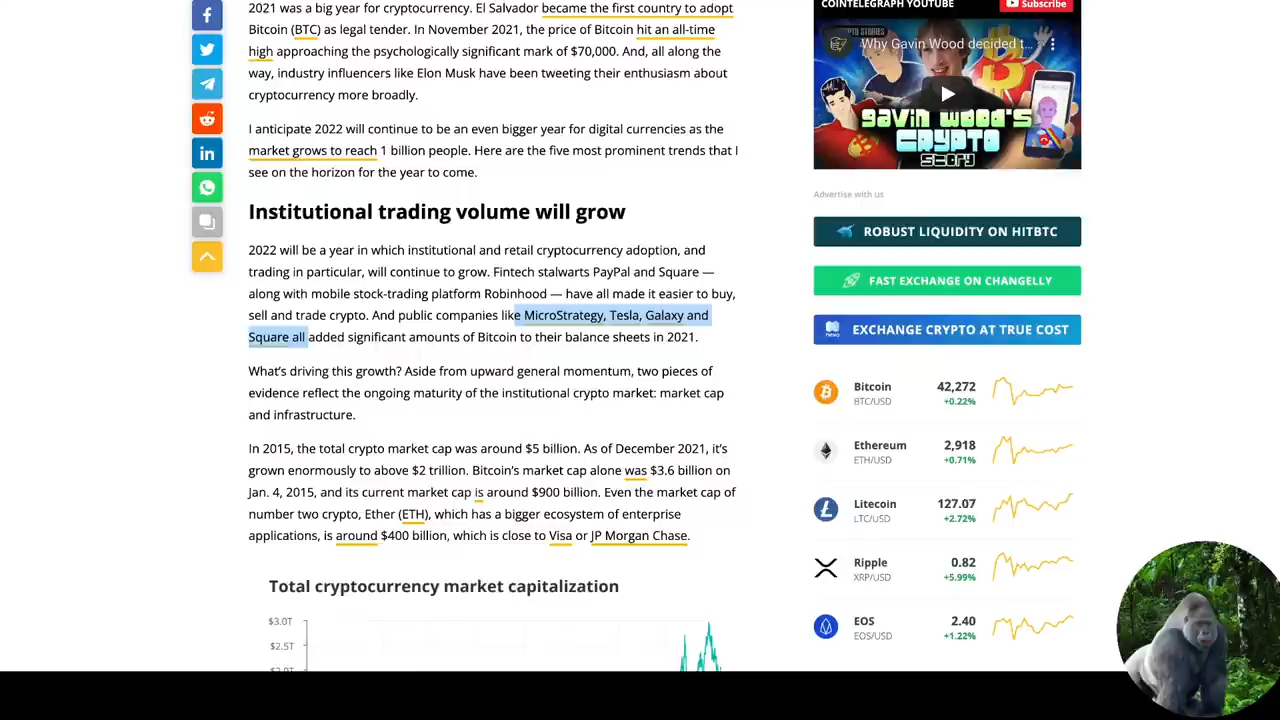 2021 was a big year for cryptocurrency. El Salvador became the first country to adopt
Bitcoin (BTC) as legal tender. In November 2021, the price of Bitcoin hit an all-time
high approaching the psychologically significant mark of $70,000. And, all along the
way, industry influencers like Elon Musk have been tweeting their enthusiasm about
cryptocurrency more broadly.
I anticipate 2022 will continue to be an even bigger year for digital currencies as the
market grows to reach 1 billion people. Here are the five most prominent trends that I
see on the horizon for the year to come.
Institutional trading volume will grow
2022 will be a year in which institutional and retail cryptocurrency adoption, and
trading in particular, will continue to grow. Fintech stalwarts PayPal and Square —
along with mobile stock-trading platform Robinhood — have all made it easier to buy,
sell and trade crypto. And public companies like MicroStrategy, Tesla, Galaxy and
Square all added significant amounts of Bitcoin to their balance sheets in 2021.
What's driving this growth? Aside from upward general momentum, two pieces of
evidence reflect the ongoing maturity of the institutional crypto market: market cap
and infrastructure.
In 2015, the total crypto market cap was around $5 billion. As of December 2021, it's
grown enormously to above $2 trillion. Bitcoin's market cap alone was $3.6 billion on
Jan. 4, 2015, and its current market cap is around $900 billion. Even the market cap of
number two crypto, Ether (ETH), which has a bigger ecosystem of enterprise
applications, is around $400 billion, which is close to Visa or JP Morgan Chase.
Total cryptocurrency market capitalization
$3.0T
$2.5T
COINTELEGRAPH YOUTUBE
Subscribe
CRYPTO STORIES
Why Gavin Wood decided t...
GAVIN WOOD'S
CRYPTO
STORY
Advertise with us
ROBUST LIQUIDITY ON HITBTC
FAST EXCHANGE ON CHANGELLY
EXCHANGE CRYPTO AT TRUE COST
Bitcoin 42,272
BTC/USD +0.22%
Ethereum 2,918
ETH/USD +0.71%
Litecoin 127.07
LTC/USD +2.72%
Ripple 0.82
XRP/USD +5.99%
EOS 2.40
EOS/USD +1.22%